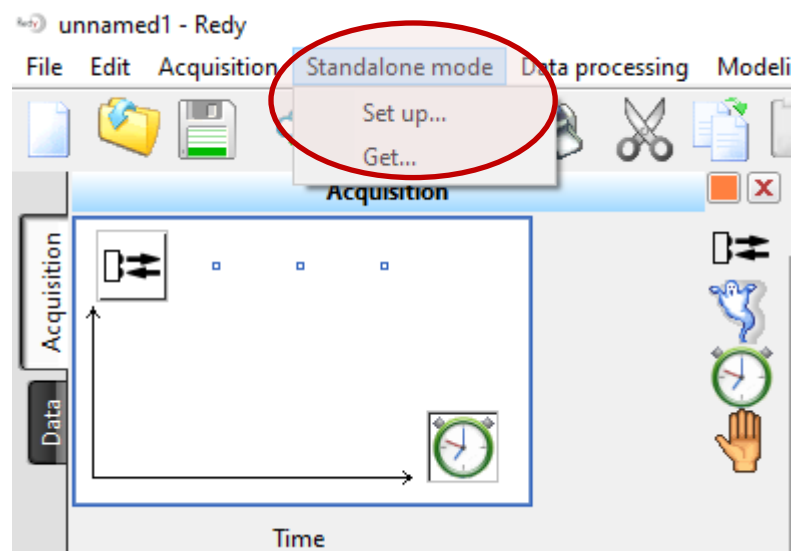 unnamed1 - Redy
File Edit Acquisition Standalone mode Data processing Modeli
Set up...
Get...
Acquisition
Acquisition
Data
Time